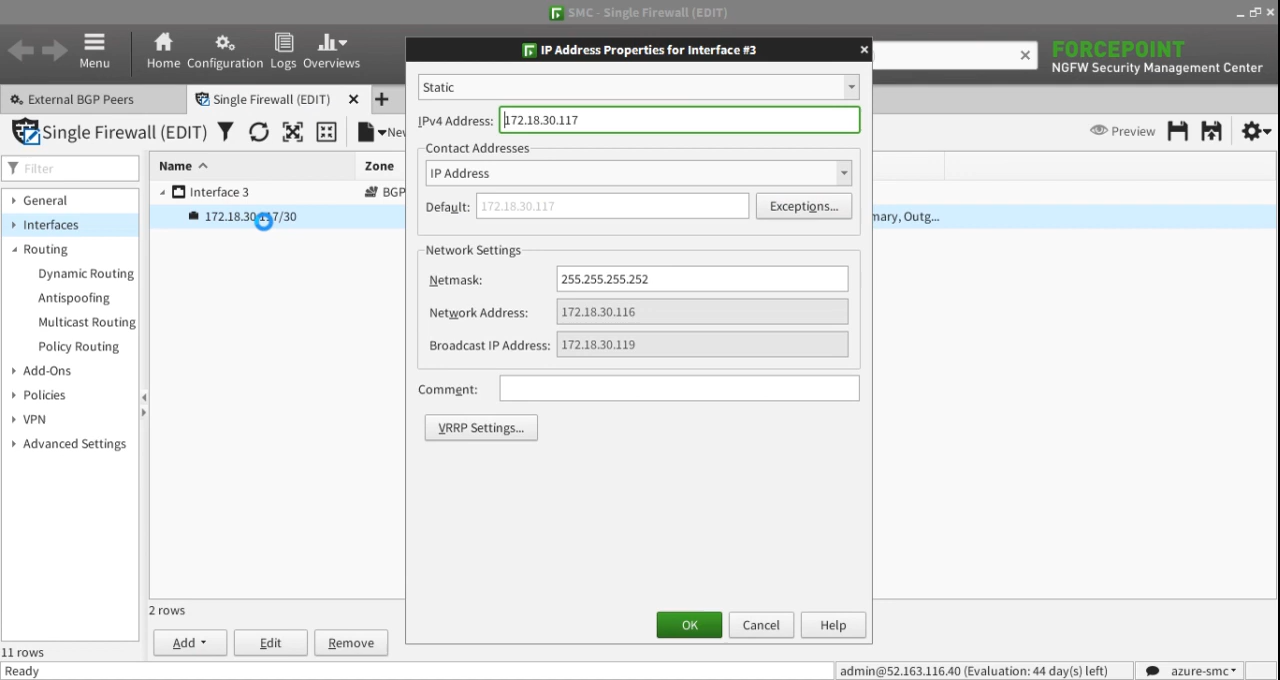 SMC - Single Firewall (EDIT)
Menu
Home
Configuration
Logs
Overviews
FORCEPOINT
NGFW Security Management Center
External BGP Peers
Single Firewall (EDIT)
Single Firewall (EDIT)
Preview
Filter
General
Interfaces
Routing
Dynamic Routing
Antispoofing
Multicast Routing
Policy Routing
Add-Ons
Policies
VPN
Advanced Settings
11 rows
Name
Zone
Interface 3
BGP
172.18.30.117/30
2 rows
Add
Edit
Remove
IP Address Properties for Interface #3
Static
IPv4 Address: 172.18.30.117
Contact Addresses
IP Address
Default: 172.18.30.117
Exceptions...
Network Settings
Netmask: 255.255.255.252
Network Address: 172.18.30.116
Broadcast IP Address: 172.18.30.119
Comment:
VRRP Settings...
OK
Cancel
Help
Ready
admin@52.163.116.40 (Evaluation: 44 day(s) left)
azure-smc